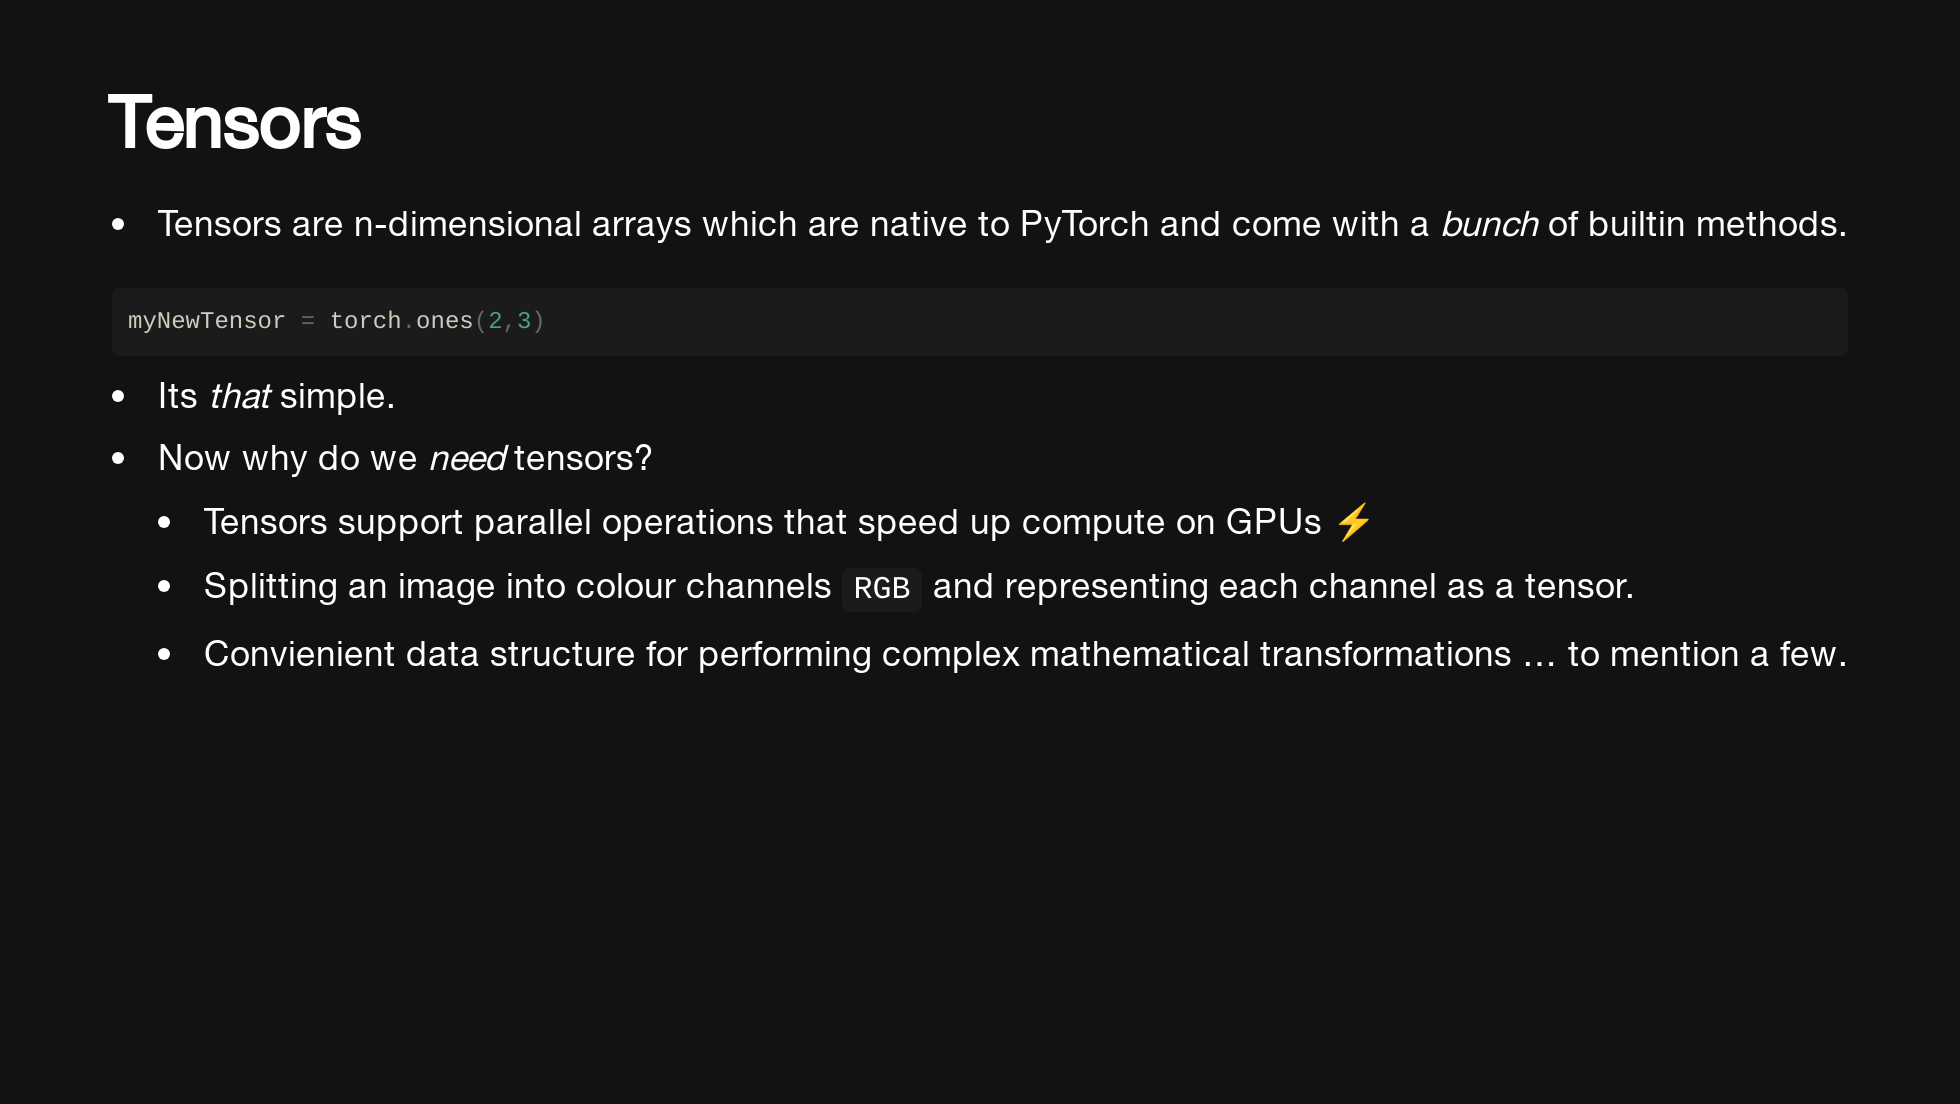 Tensors
• Tensors are n-dimensional arrays which are native to PyTorch and come with a bunch of builtin methods.
myNewTensor = torch.ones(2,3)
• Its that simple.
• Now why do we need tensors?
• Tensors support parallel operations that speed up compute on GPUs ⚡
• Splitting an image into colour channels RGB and representing each channel as a tensor.
• Convienient data structure for performing complex mathematical transformations … to mention a few.